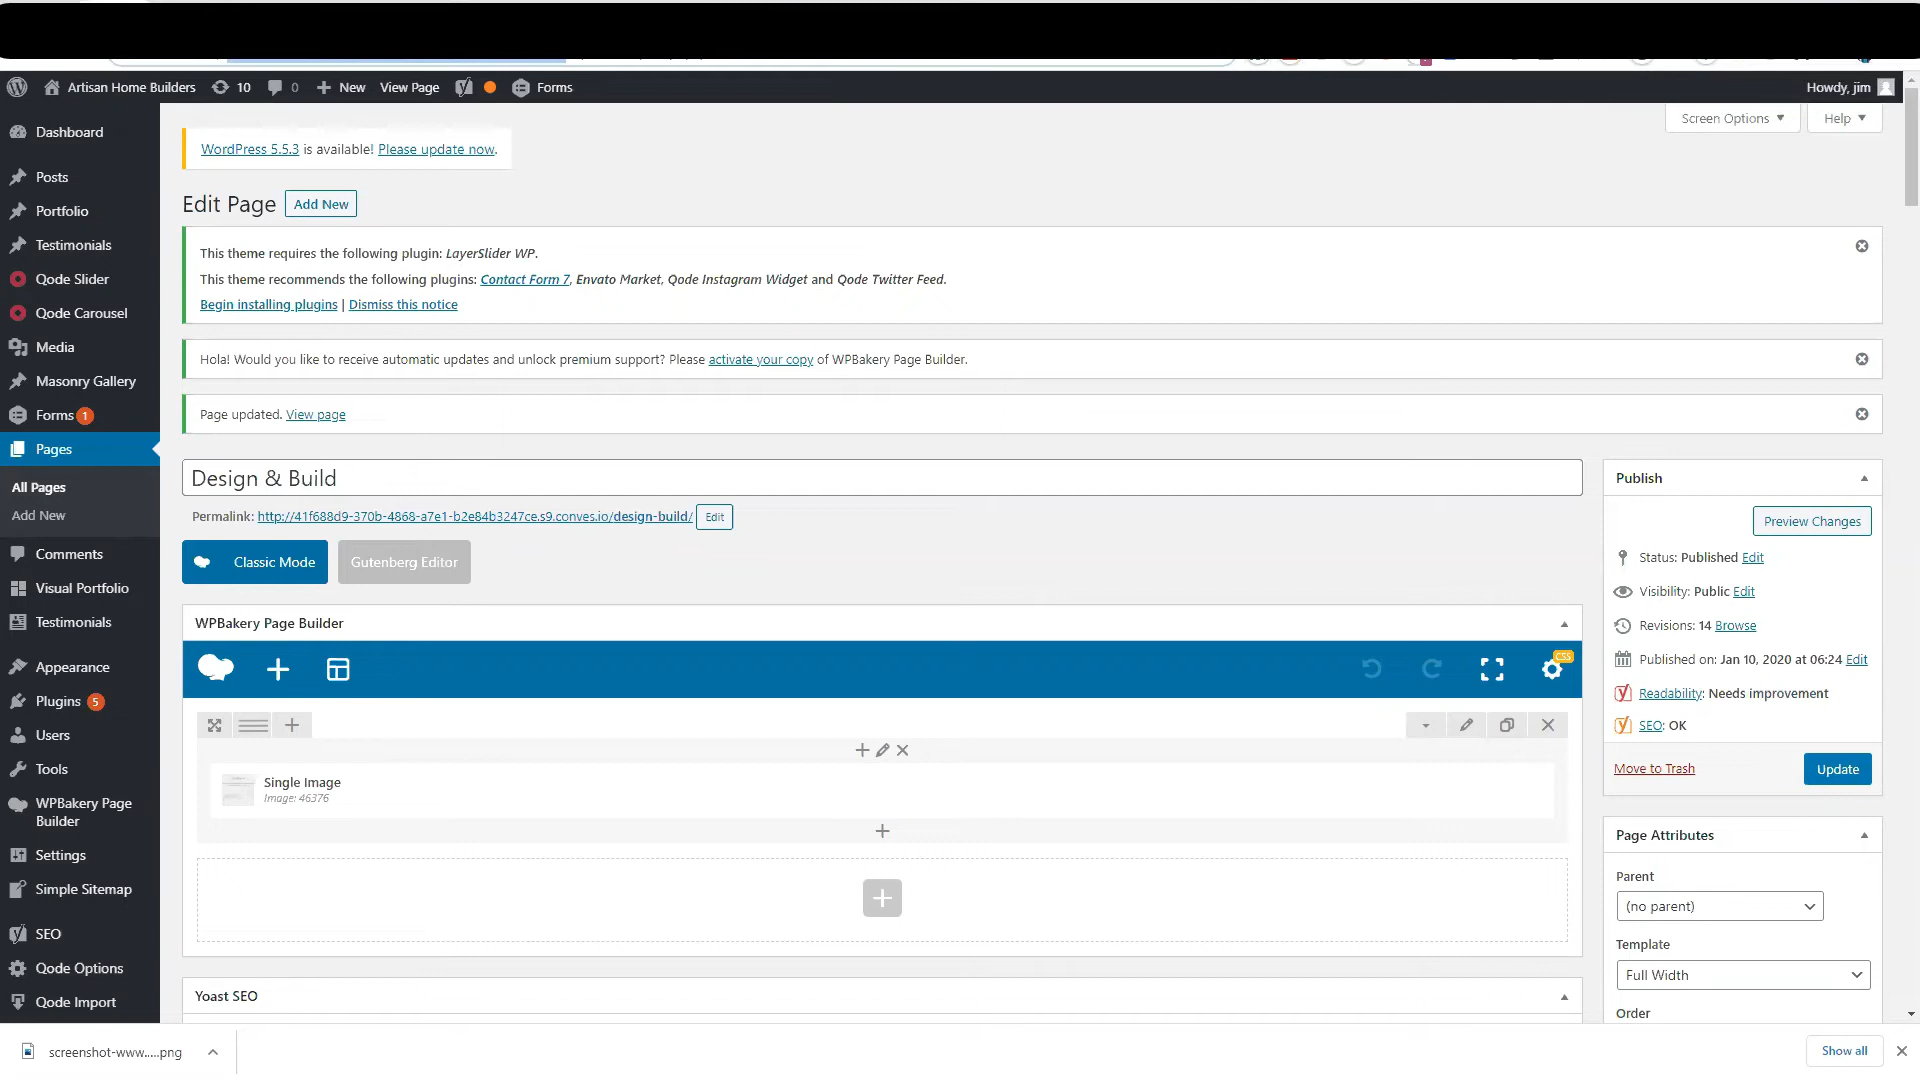 Artisan Home Builders 10 0 New View Page Forms Howdy, jim
Screen Options Help
Dashboard
Posts
Portfolio
Testimonials
Qode Slider
Qode Carousel
Media
Masonry Gallery
Forms 1
Pages
All Pages
Add New
Comments
Visual Portfolio
Testimonials
Appearance
Plugins 5
Users
Tools
WPBakery Page
Builder
Settings
Simple Sitemap
SEO
Qode Options
Qode Import
WordPress 5.5.3 is available! Please update now.
Edit Page Add New
This theme requires the following plugin: LayerSlider WP.
This theme recommends the following plugins: Contact Form 7, Envato Market, Qode Instagram Widget and Qode Twitter Feed.
Begin installing plugins | Dismiss this notice
Hola! Would you like to receive automatic updates and unlock premium support? Please activate your copy of WPBakery Page Builder.
Page updated. View page
Design & Build
Permalink: http://41f688d9-370b-4868-a7e1-b2e84b3247ce.s9.conves.io/design-build/ Edit
Classic Mode Gutenberg Editor
WPBakery Page Builder
CSS
Single Image
Image: 46376
Yoast SEO
Publish
Preview Changes
Status: Published Edit
Visibility: Public Edit
Revisions: 14 Browse
Published on: Jan 10, 2020 at 06:24 Edit
Readability: Needs improvement
SEO: OK
Move to Trash Update
Page Attributes
Parent
(no parent)
Template
Full Width
Order
screenshot-www.....png
Show all